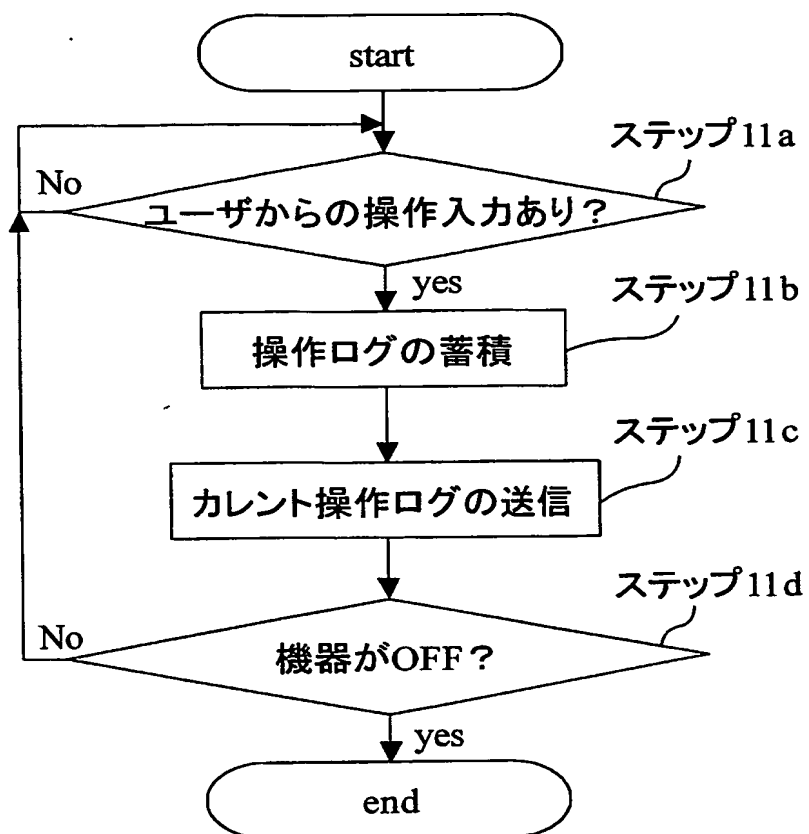 start
ステップ11a
No
ユーザからの操作入力あり？
yes
ステップ11b
操作ログの蓄積
ステップ11c
カレント操作ログの送信
ステップ11d
No
機器がOFF？
yes
end